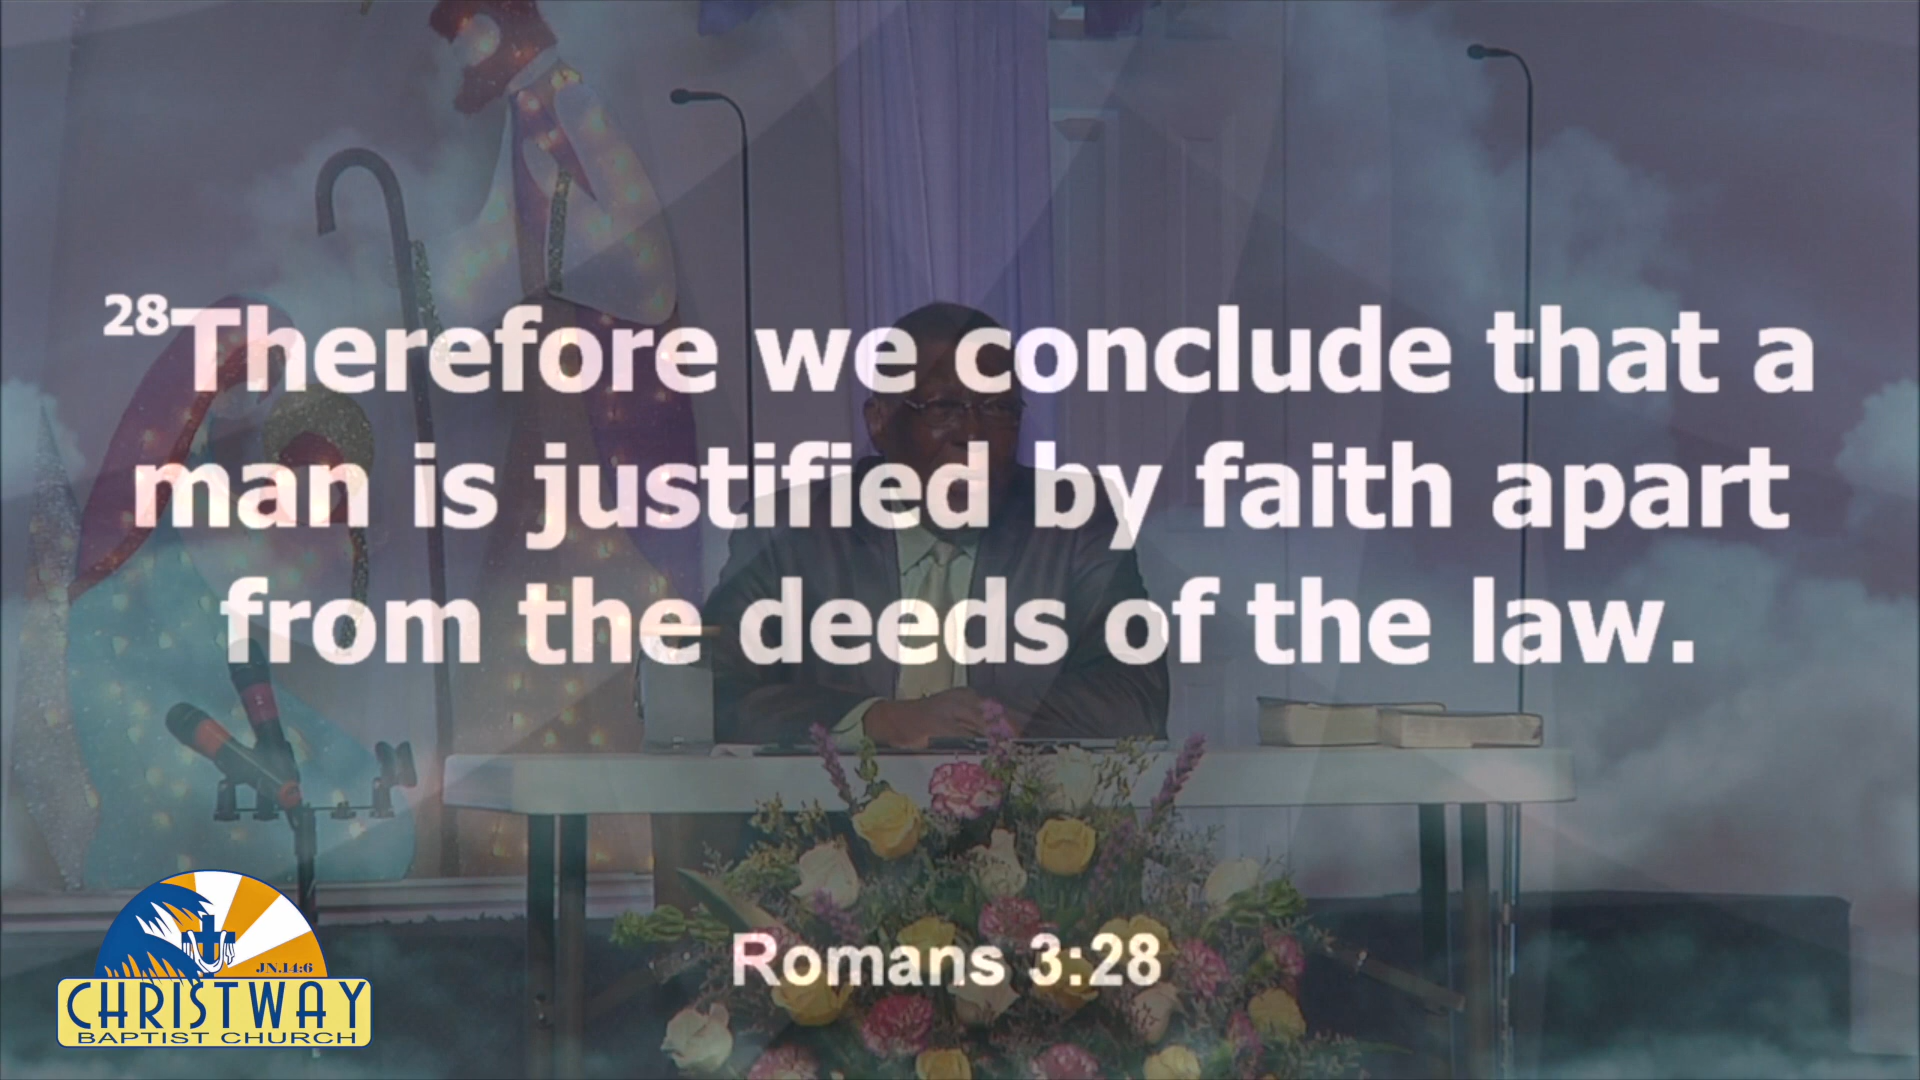 28Therefore we conclude that a
man is justified by faith apart
from the deeds of the law.
Romans 3:28
JN.14:6
CHRISTWAY
BAPTIST CHURCH